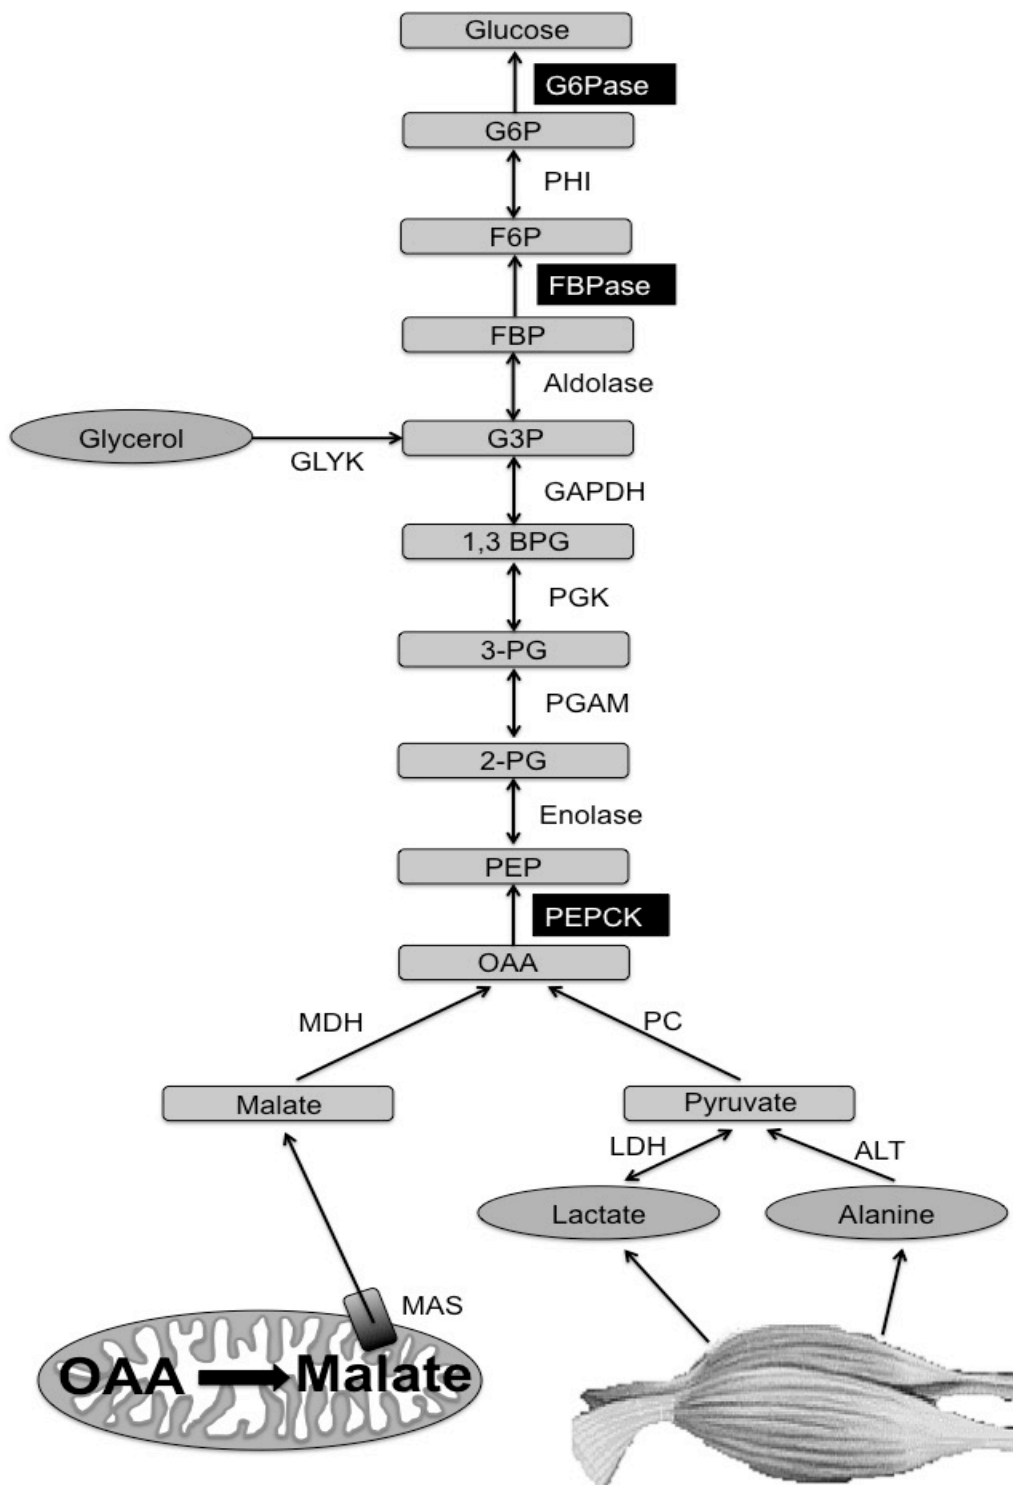 Glucose
G6Pase
G6P
PHI
F6P
FBPase
FBP
Aldolase
Glycerol
G3P
GLYK
GAPDH
1,3 BPG
PGK
3-PG
PGAM
2-PG
Enolase
PEP
PEPCK
OAA
MDH
PC
Malate
Pyruvate
LDH
ALT
Lactate
Alanine
MAS
OAA Malate